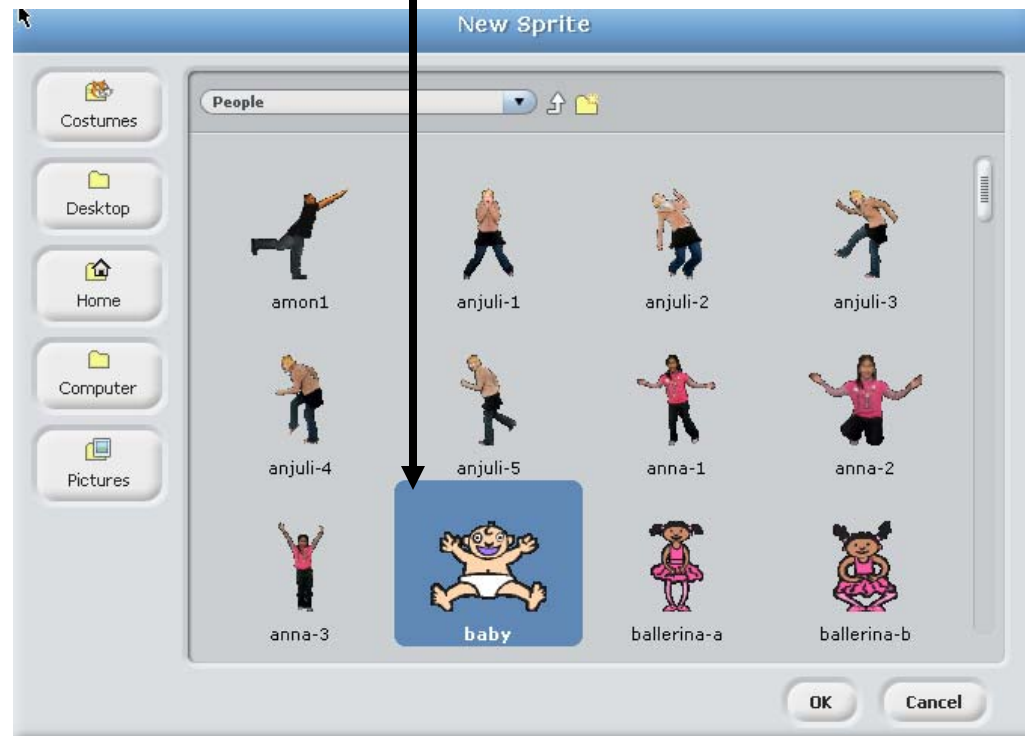 New Sprite
Costumes
Desktop
Home
Computer
Pictures
People
amon1
anjuli-1
anjuli-2
anjuli-3
anjuli-4
anjuli-5
anna-1
anna-2
anna-3
baby
ballerina-a
ballerina-b
OK
Cancel